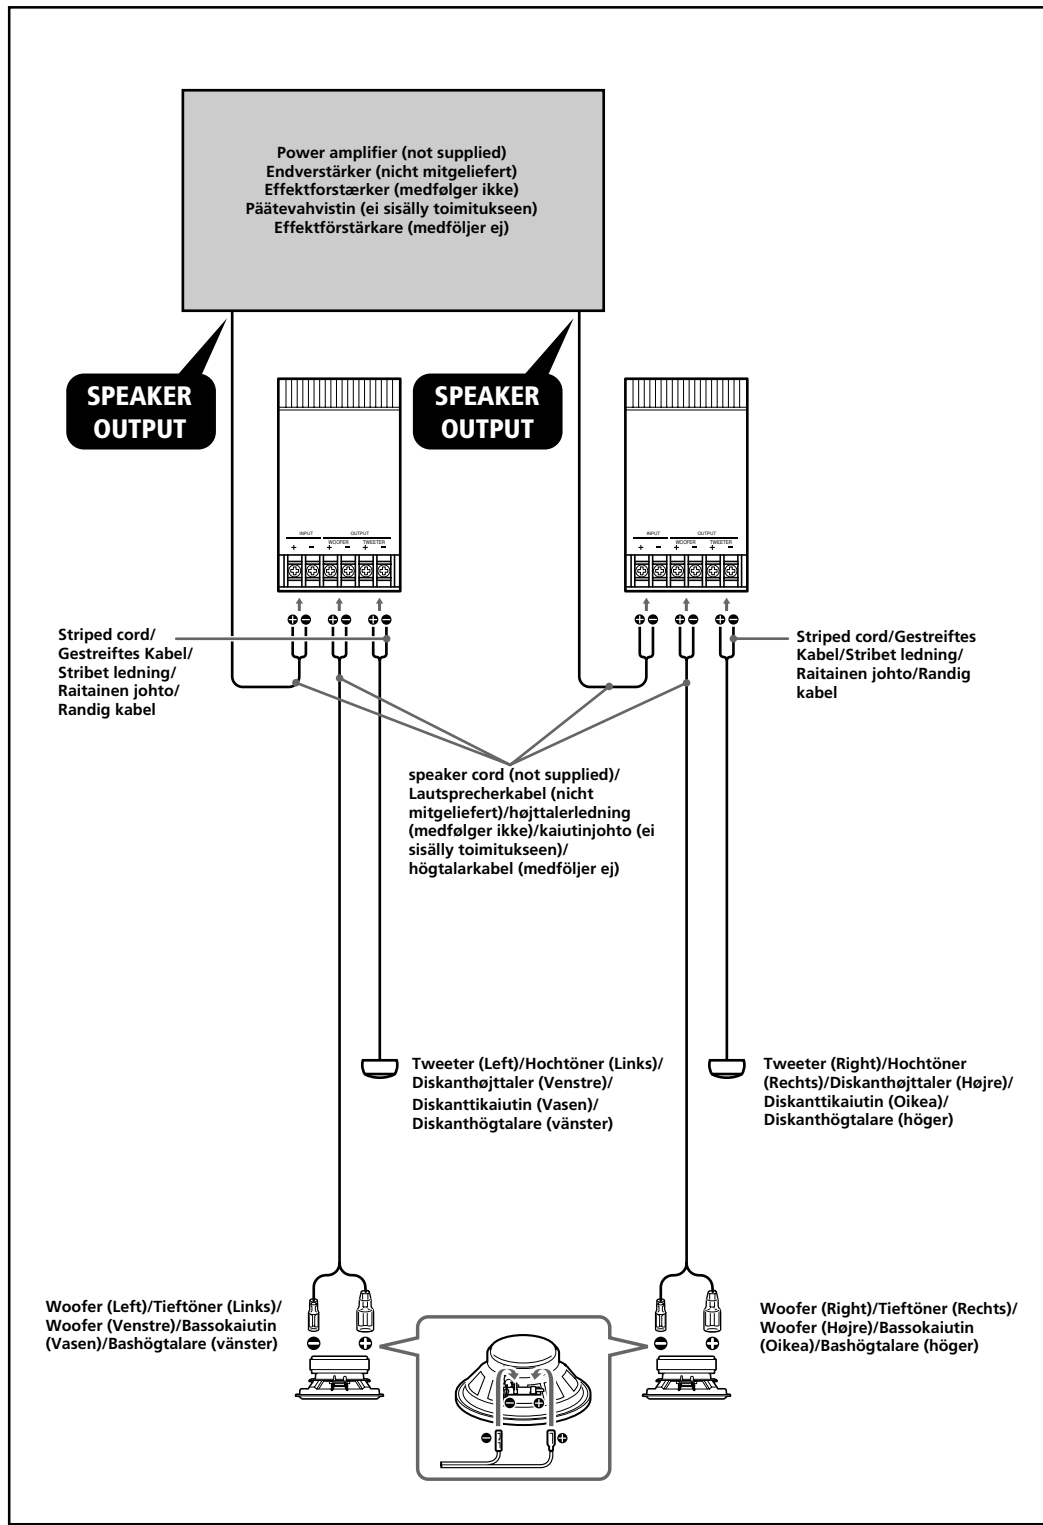 Power amplifier (not supplied)
Endverstärker (nicht mitgeliefert)
Effektforstærker (medfølger ikke)
Päätevahvistin (ei sisälly toimitukseen)
Effektförstärkare (medföljer ej)
SPEAKER
OUTPUT
SPEAKER
OUTPUT
INPUT OUTPUT
WOOFER TWEETER
+ − + − + −
INPUT OUTPUT
WOOFER TWEETER
+ − + − + −
Striped cord/
Gestreiftes Kabel/
Stribet ledning/
Raitainen johto/
Randig kabel
Striped cord/Gestreiftes
Kabel/Stribet ledning/
Raitainen johto/Randig
kabel
speaker cord (not supplied)/
Lautsprecherkabel (nicht
mitgeliefert)/højttalerledning
(medfølger ikke)/kaiutinjohto (ei
sisälly toimitukseen)/
högtalarkabel (medföljer ej)
Tweeter (Left)/Hochtöner (Links)/
Diskanthøjttaler (Venstre)/
Diskanttikaiutin (Vasen)/
Diskanthögtalare (vänster)
Tweeter (Right)/Hochtöner
(Rechts)/Diskanthøjttaler (Højre)/
Diskanttikaiutin (Oikea)/
Diskanthögtalare (höger)
Woofer (Left)/Tieftöner (Links)/
Woofer (Venstre)/Bassokaiutin
(Vasen)/Bashögtalare (vänster)
Woofer (Right)/Tieftöner (Rechts)/
Woofer (Højre)/Bassokaiutin
(Oikea)/Bashögtalare (höger)